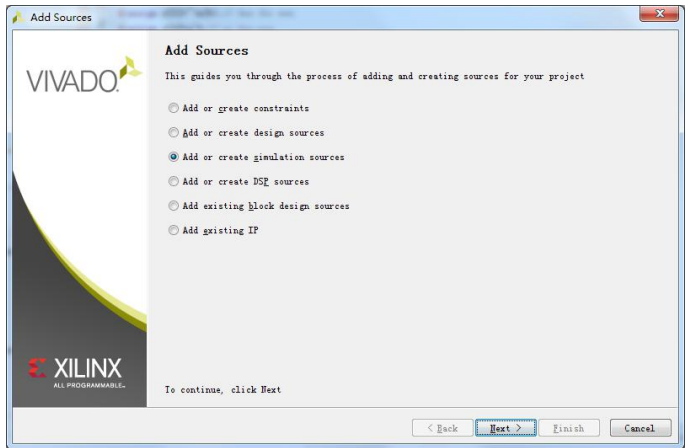 Add Sources
VIVADO
Add Sources
This guides you through the process of adding and creating sources for your project
Add or create constraints
Add or create design sources
Add or create simulation sources
Add or create DSP sources
Add existing block design sources
Add existing IP
XILINX
ALL PROGRAMMABLE
To continue, click Next
< Back
Next >
Finish
Cancel